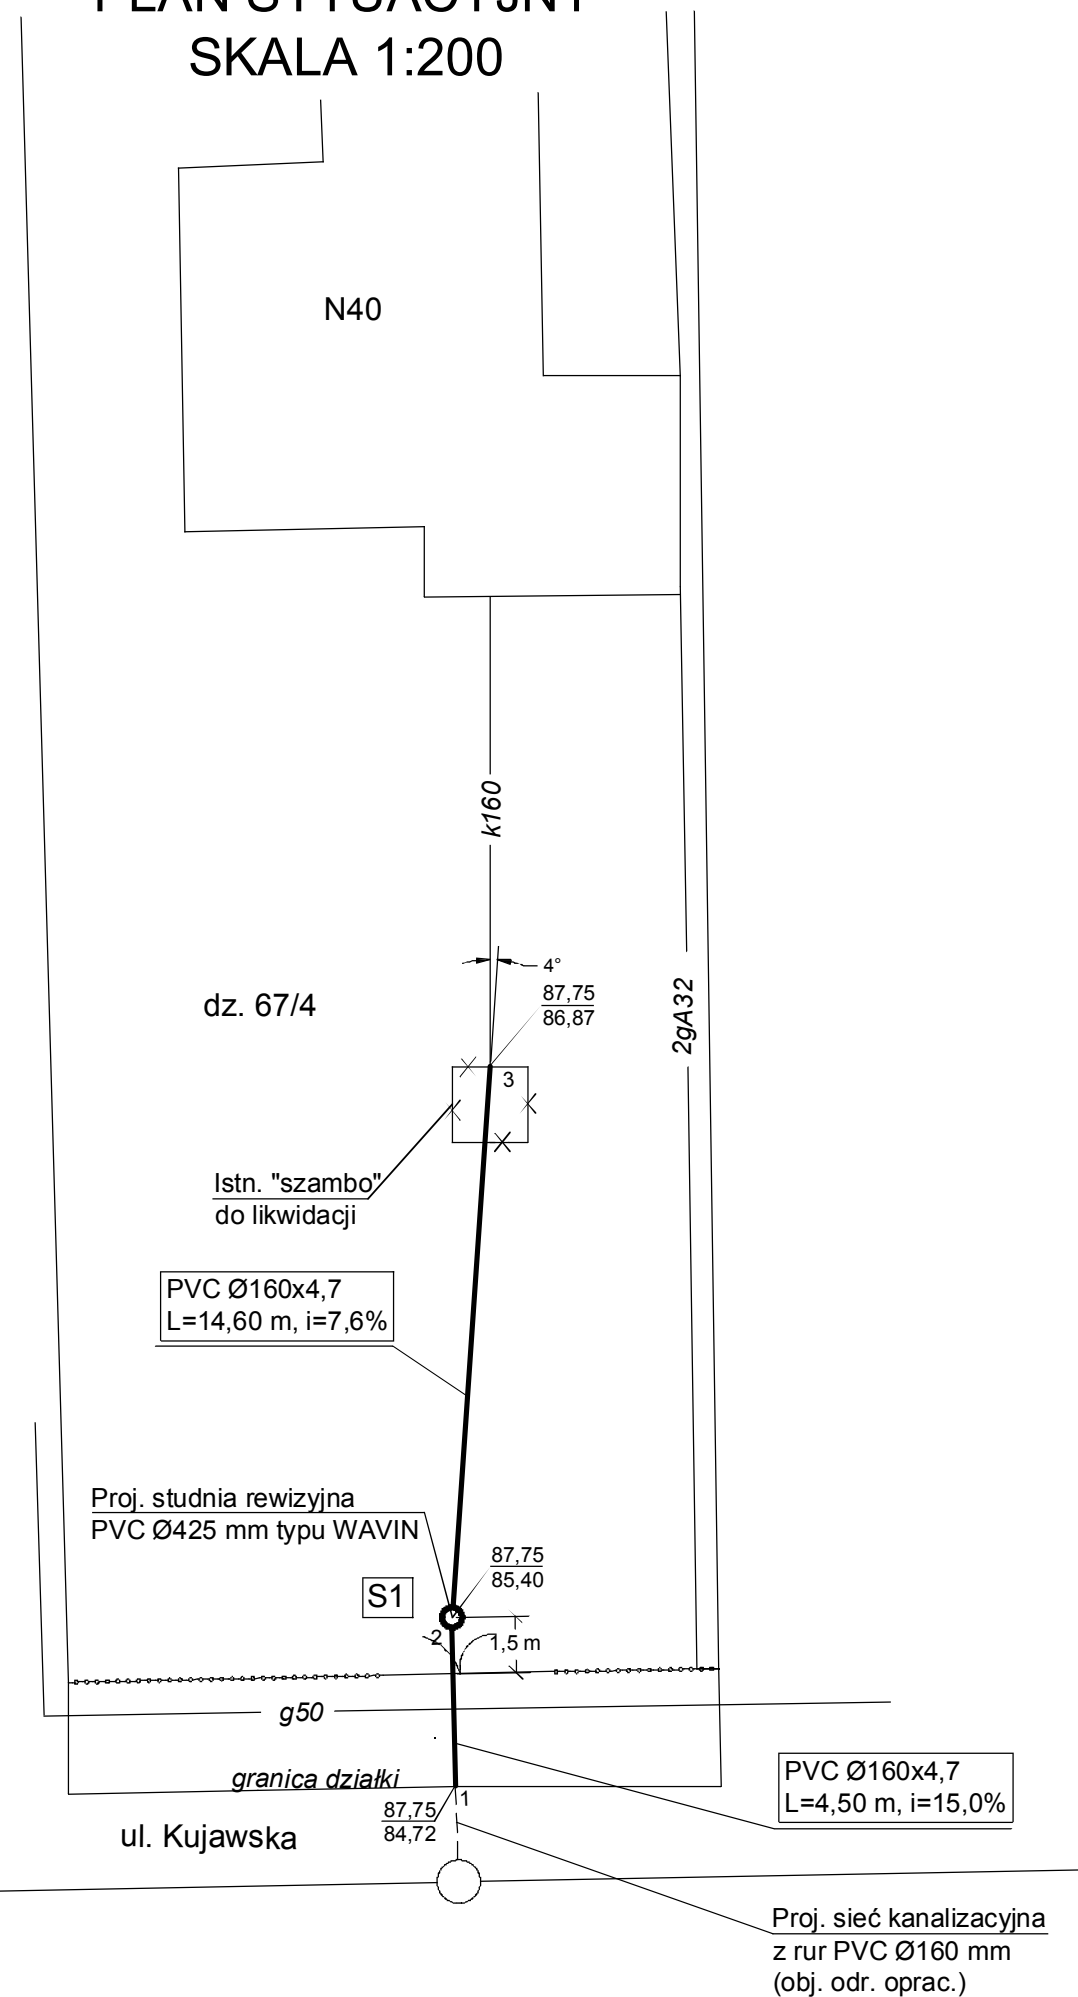 PLAN SYTUACYJNY
SKALA 1:200
N40
k160
4°
87,75
86,87
dz. 67/4
2gA32
3
Istn. "szambo"
do likwidacji
PVC Ø160x4,7
L=14,60 m, i=7,6%
Proj. studnia rewizyjna
PVC Ø425 mm typu WAVIN
87,75
85,40
S1
2
1,5 m
g50
granica działki
1
87,75
84,72
PVC Ø160x4,7
L=4,50 m, i=15,0%
ul. Kujawska
Proj. sieć kanalizacyjna
z rur PVC Ø160 mm
(obj. odr. oprac.)